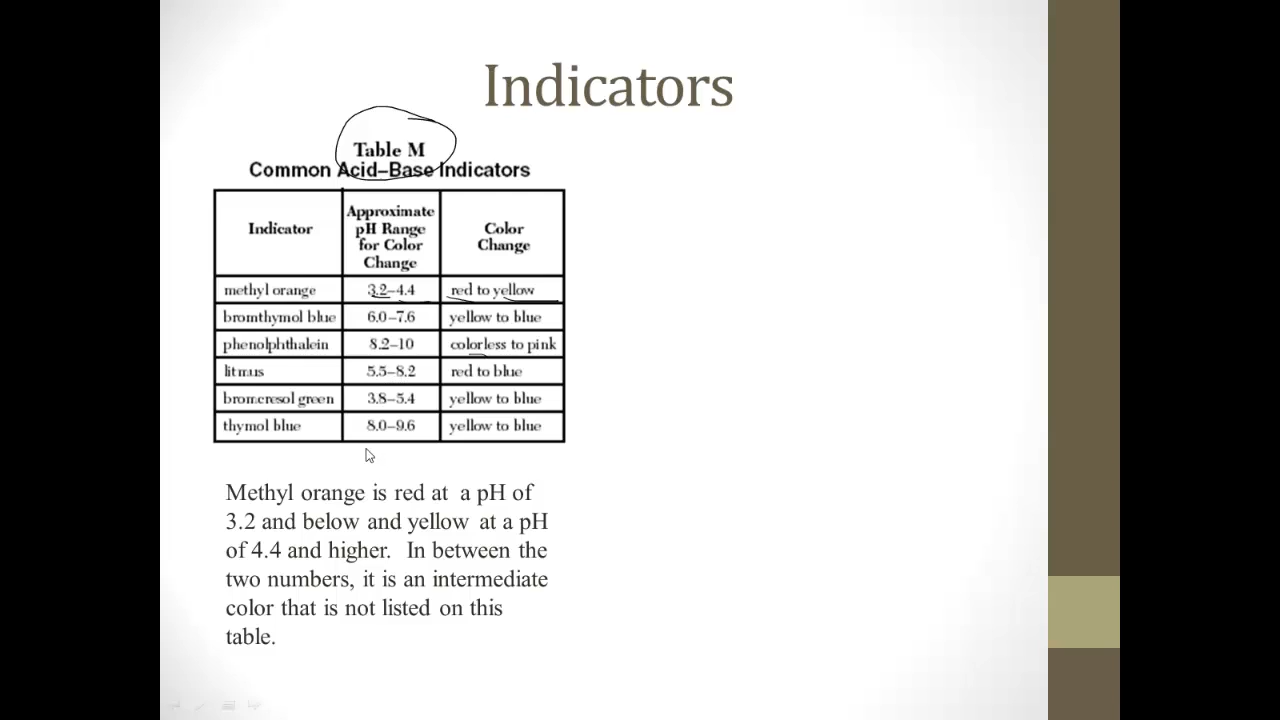 Indicators
Table M
Common Acid–Base Indicators
Indicator
Approximate
pH Range
for Color
Change
Color
Change
methyl orange 3.2–4.4 red to yellow
bromthymol blue 6.0–7.6 yellow to blue
phenolphthalein 8.2–10 colorless to pink
litmus 5.5–8.2 red to blue
bromcresol green 3.8–5.4 yellow to blue
thymol blue 8.0–9.6 yellow to blue
Methyl orange is red at a pH of
3.2 and below and yellow at a pH
of 4.4 and higher. In between the
two numbers, it is an intermediate
color that is not listed on this
table.